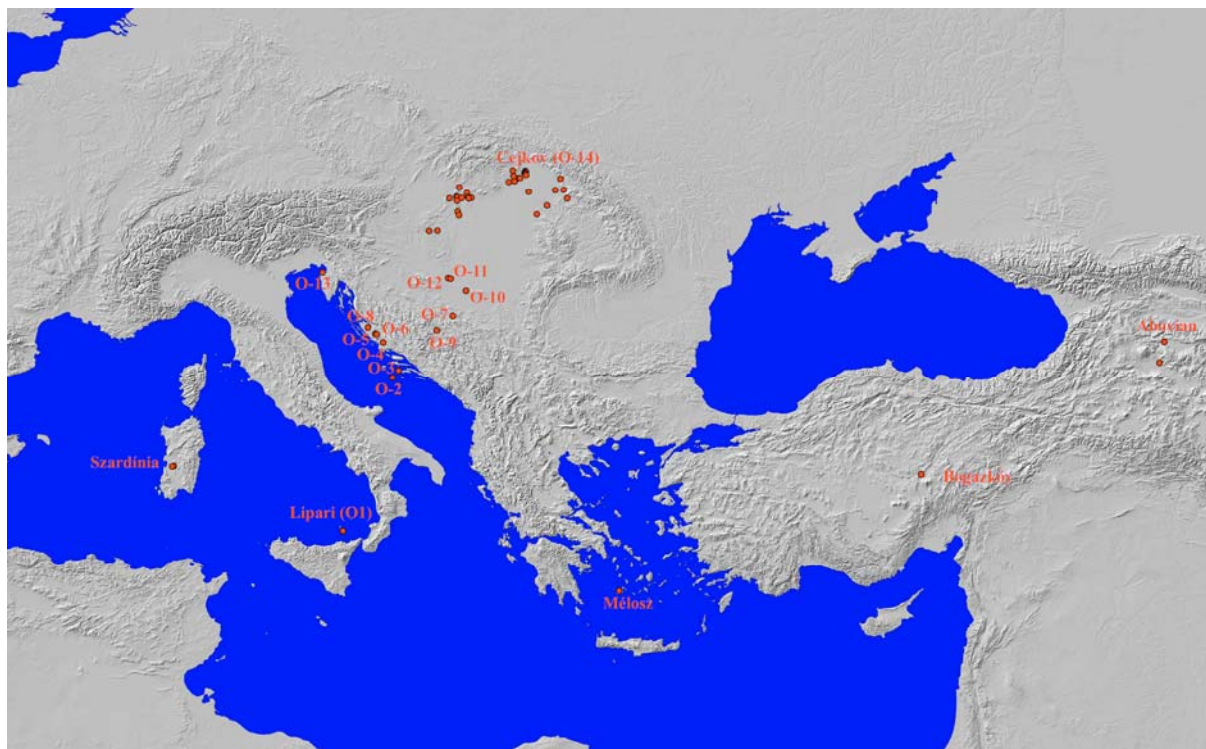 Cejkov (O-14)
O-11
O-12
O-13
O-10
O-7
O-8
O-6
O-5
O-9
O-4
O-3
O-2
Abovian
Szardínia
Bogazköy
Lipari (O1)
Mélosz